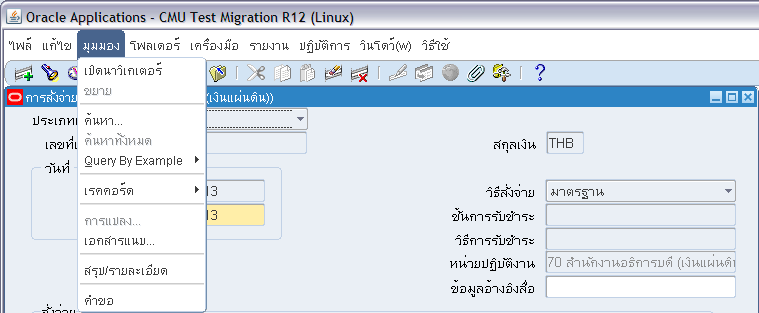 Oracle Applications - CMU Test Migration R12 (Linux)
ไฟล์ แก้ไข มุมมอง โฟลเดอร์ เครื่องมือ รายงาน ปฏิบัติการ วินโดว์(W) วิธีใช้
การสั่งจ่าย (เงินแผ่นดิน))
เปิดนาวิเกเตอร์
ขยาย
ค้นหา...
ค้นหาทั้งหมด
Query By Example
เรคคอร์ด
การแปลง...
เอกสารแนบ...
สรุป/รายละเอียด
คำขอ
ประเภท
เลขที่
วันที่
13
13
สกุลเงิน THB
วิธีสั่งจ่าย มาตรฐาน
ขั้นการรับชำระ
วิธีการรับชำระ
หน่วยปฏิบัติงาน 70 สำนักงานอธิการบดี (เงินแผ่นดิน
ข้อมูลอ้างอิงสื่อ
สั่งจ่าย